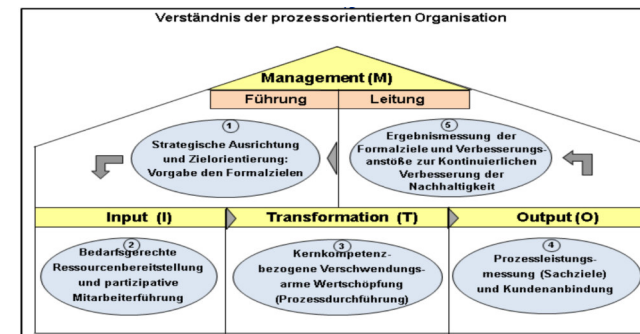 Verständnis der prozessorientierten Organisation
Management (M)
Führung
Leitung
1
Strategische Ausrichtung
und Zielorientierung:
Vorgabe den Formalzielen
5
Ergebnismessung der
Formalziele und Verbesserungs-
anstöße zur Kontinuierlichen
Verbesserung der
Nachhaltigkeit
Input (I)
Transformation (T)
Output (O)
Bedarfsgerechte
2
Ressourcenbereitstellung
und partizipative
Mitarbeiterführung
3
Kernkompetenz-
bezogene Verschwendungs-
arme Wertschöpfung
(Prozessdurchführung)
4
Prozessleistungs-
messung (Sachziele)
und Kundenanbindung